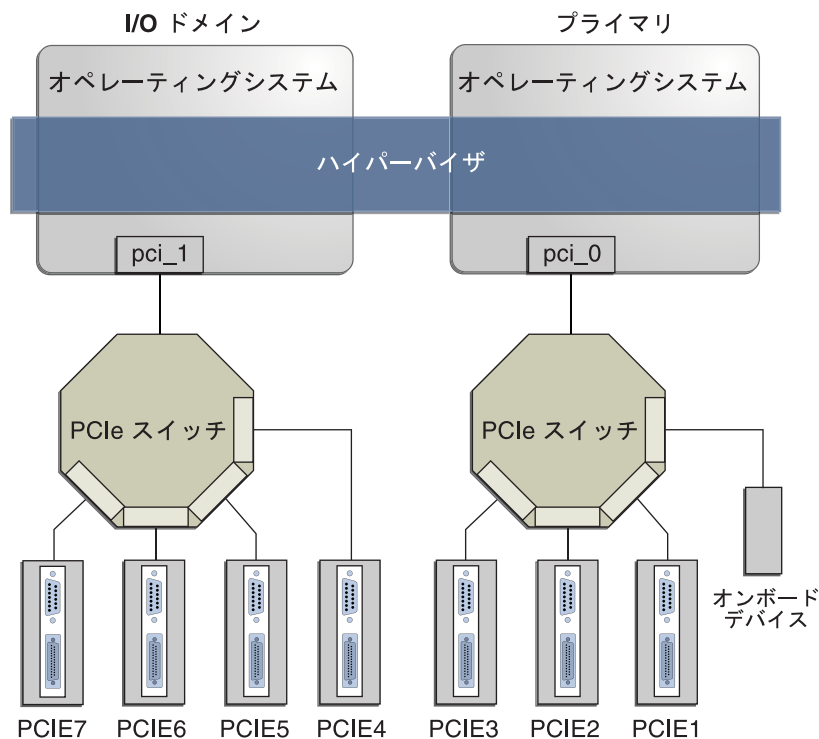 I/O ドメイン
プライマリ
オペレーティングシステム
オペレーティングシステム
ハイパーバイザ
pci_1
pci_0
PCIe スイッチ
PCIe スイッチ
オンボード
デバイス
PCIE7 PCIE6 PCIE5 PCIE4 PCIE3 PCIE2 PCIE1